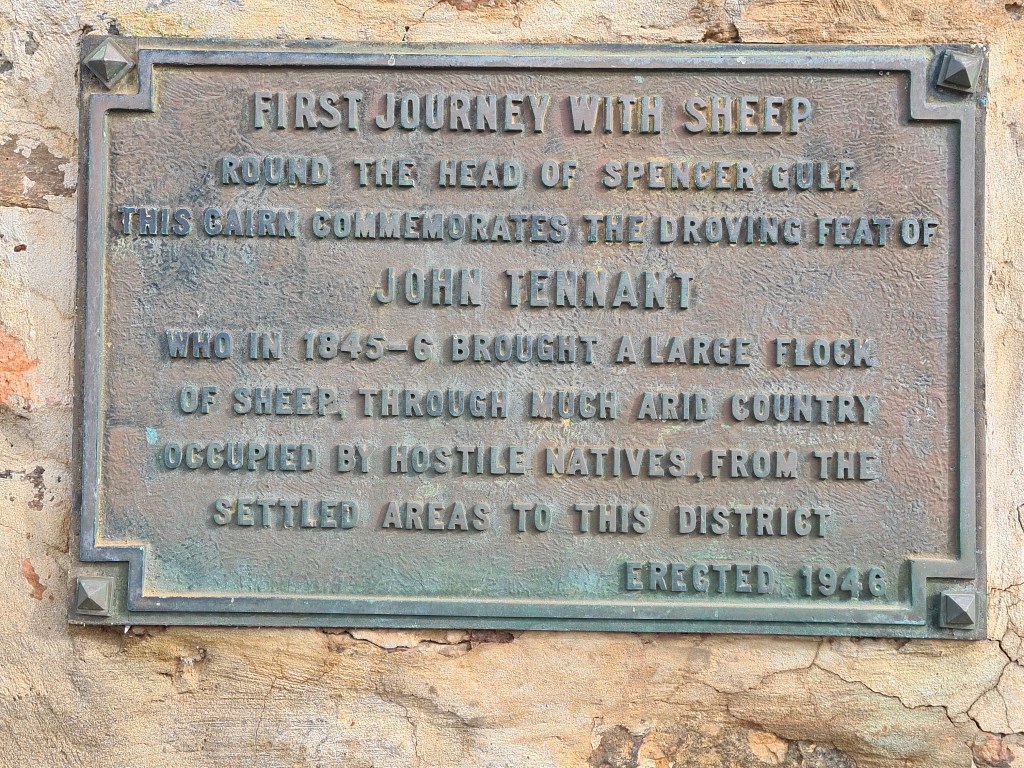 FIRST JOURNEY WITH SHEEP
ROUND THE HEAD OF SPENCER GULF.
THIS CAIRN COMMEMORATES THE DROVING FEAT OF
JOHN TENNANT
WHO IN 1845-6 BROUGHT A LARGE FLOCK
OF SHEEP, THROUGH MUCH ARID COUNTRY
OCCUPIED BY HOSTILE NATIVES, FROM THE
SETTLED AREAS TO THIS DISTRICT
ERECTED 1946